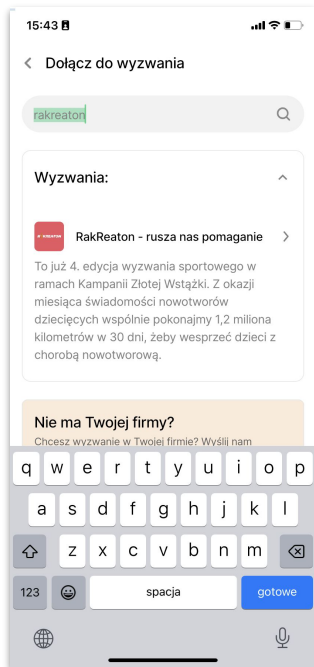 15:43
Dołącz do wyzwania
rakreaton
Wyzwania:
RakReaton - rusza nas pomaganie
To już 4. edycja wyzwania sportowego w
ramach Kampanii Złotej Wstążki. Z okazji
miesiąca świadomości nowotworów
dziecięcych wspólnie pokonajmy 1,2 miliona
kilometrów w 30 dni, żeby wesprzeć dzieci z
chorobą nowotworową.
Nie ma Twojej firmy?
Chcesz wyzwanie w Twojej firmie? Wyślij nam
q w e r t y u i o p
a s d f g h j k l
z x c v b n m
123 spacja gotowe